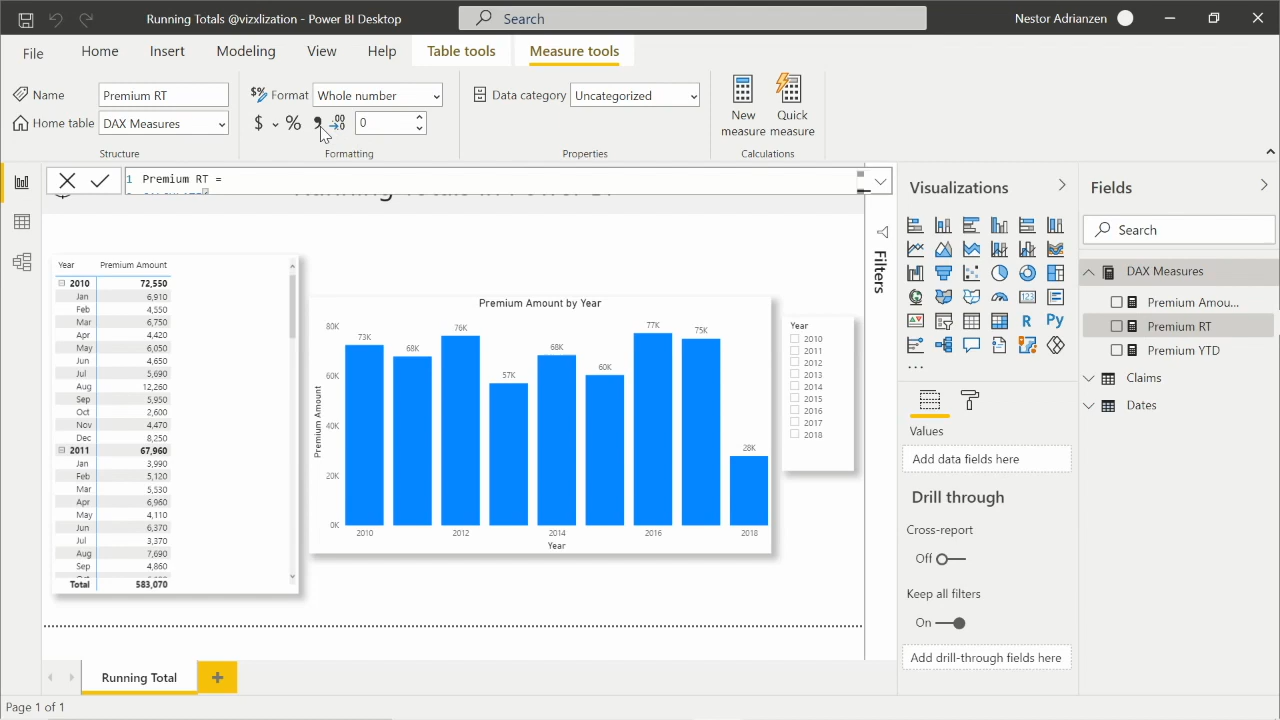 Running Totals @vizxlization - Power BI Desktop
Search
Nestor Adrianzen
File
Home
Insert
Modeling
View
Help
Table tools
Measure tools
Name
Premium RT
Home table
DAX Measures
Structure
Format
Whole number
$
%
0
Formatting
Data category
Uncategorized
Properties
New
measure
Quick
measure
Calculations
1 Premium RT =
Year Premium Amount
2010 72,550
Jan 6,910
Feb 4,550
Mar 6,750
Apr 4,420
May 6,050
Jun 4,650
Jul 5,690
Aug 12,260
Sep 5,950
Oct 2,600
Nov 4,470
Dec 8,250
2011 67,960
Jan 3,990
Feb 5,120
Mar 5,530
Apr 6,960
May 4,110
Jun 6,370
Jul 3,370
Aug 7,690
Sep 4,860
Total 583,070
Premium Amount by Year
Premium Amount
80K
60K
40K
20K
0K
73K
68K
76K
57K
68K
60K
77K
75K
28K
2010
2012
2014
2016
2018
Year
Year
2010
2011
2012
2013
2014
2015
2016
2017
2018
Filters
Visualizations
R
Py
...
Values
Add data fields here
Drill through
Cross-report
Off
Keep all filters
On
Add drill-through fields here
Fields
Search
DAX Measures
Premium Amou...
Premium RT
Premium YTD
Claims
Dates
Running Total
Page 1 of 1